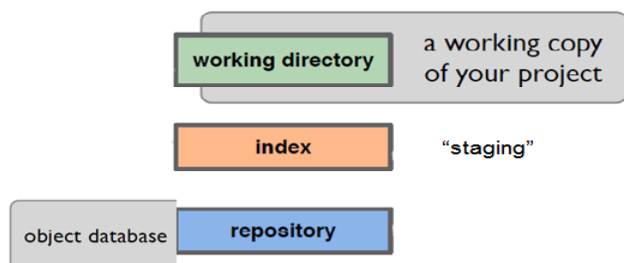 working directory
a working copy
of your project
index
“staging”
object database
repository